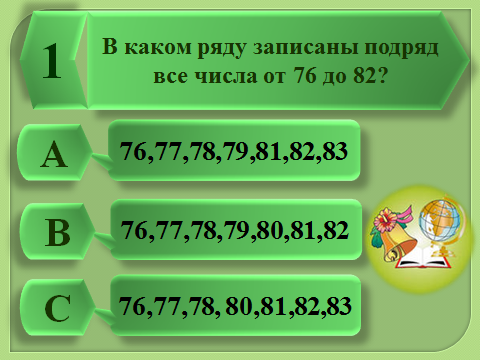 1
В каком ряду записаны подряд
все числа от 76 до 82?
А
76,77,78,79,81,82,83
В
76,77,78,79,80,81,82
С
76,77,78, 80,81,82,83